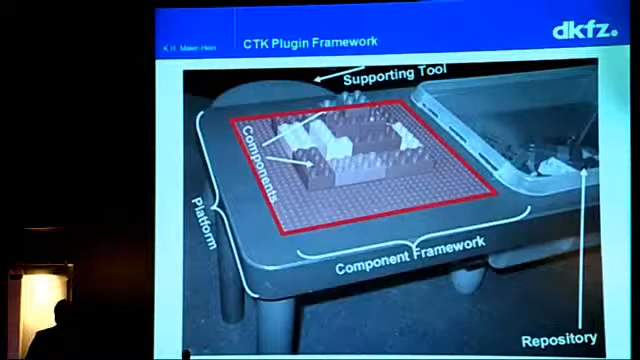 K.H. Maier-Hein
CTK Plugin Framework
dkfz.
Supporting Tool
Components
Platform
Component Framework
Repository